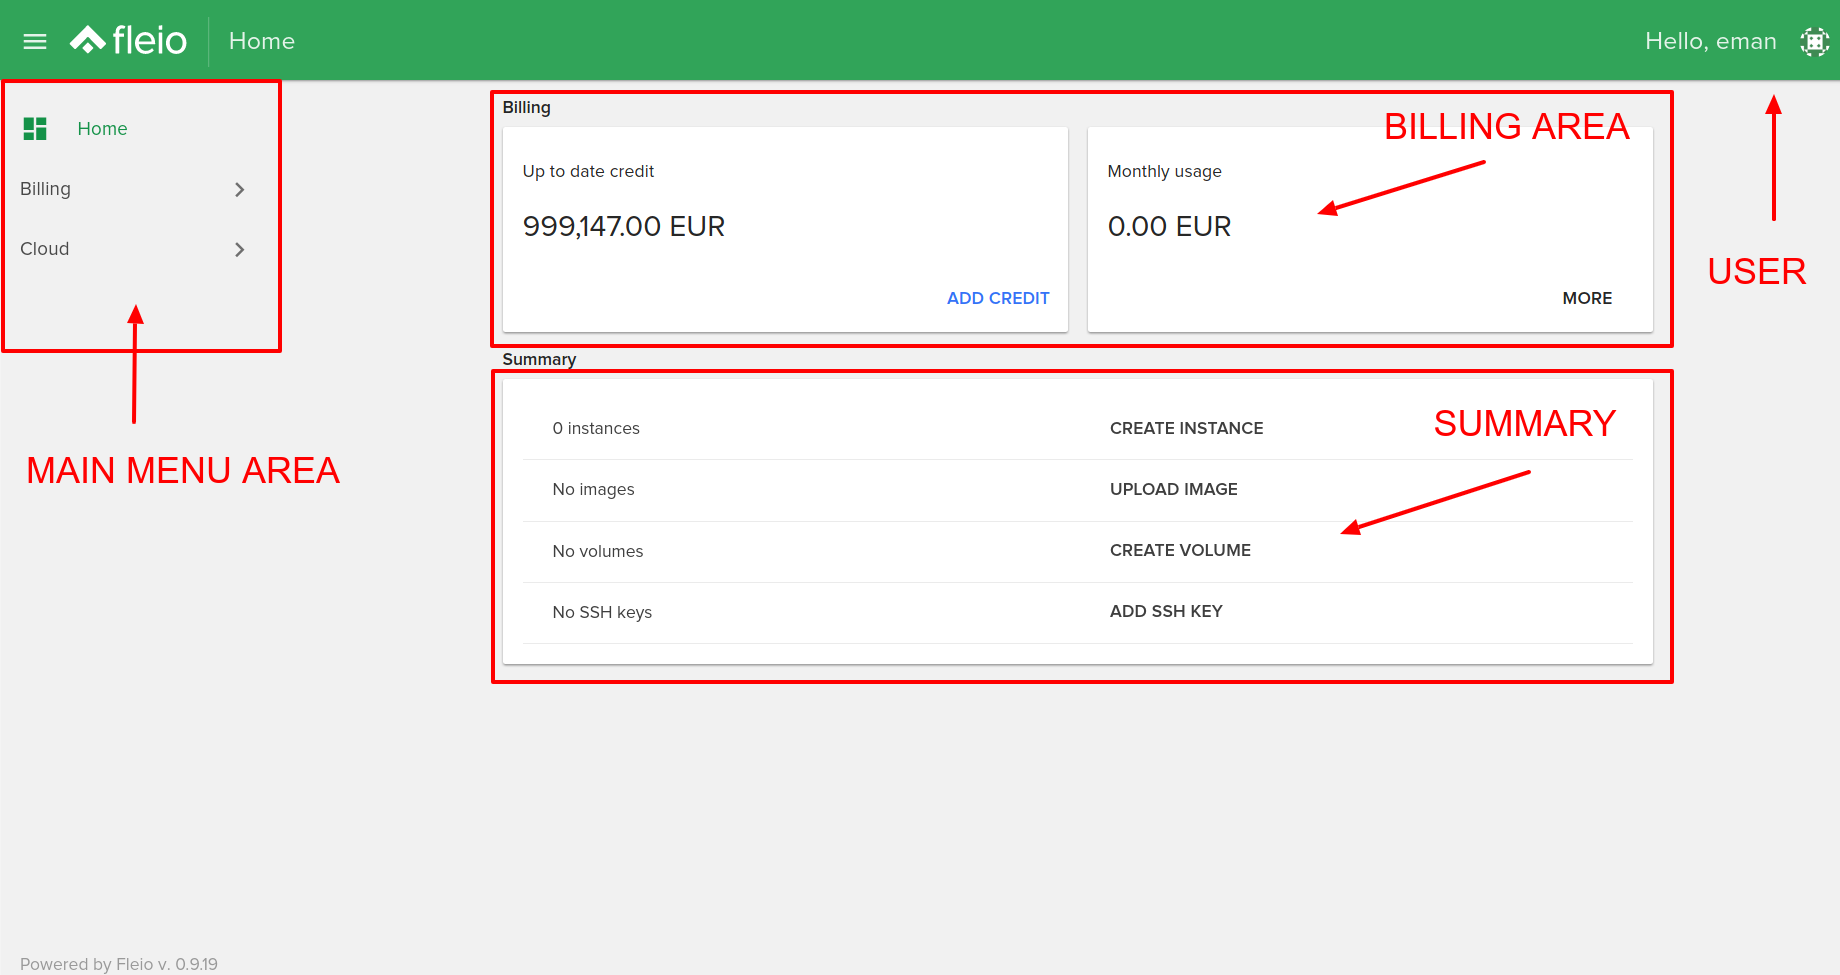 fleio Home Hello, eman
Home
Billing
Cloud
MAIN MENU AREA
Billing
BILLING AREA
Up to date credit
999,147.00 EUR
ADD CREDIT
Monthly usage
0.00 EUR
MORE
USER
Summary
SUMMARY
0 instances CREATE INSTANCE
No images UPLOAD IMAGE
No volumes CREATE VOLUME
No SSH keys ADD SSH KEY
Powered by Fleio v. 0.9.19